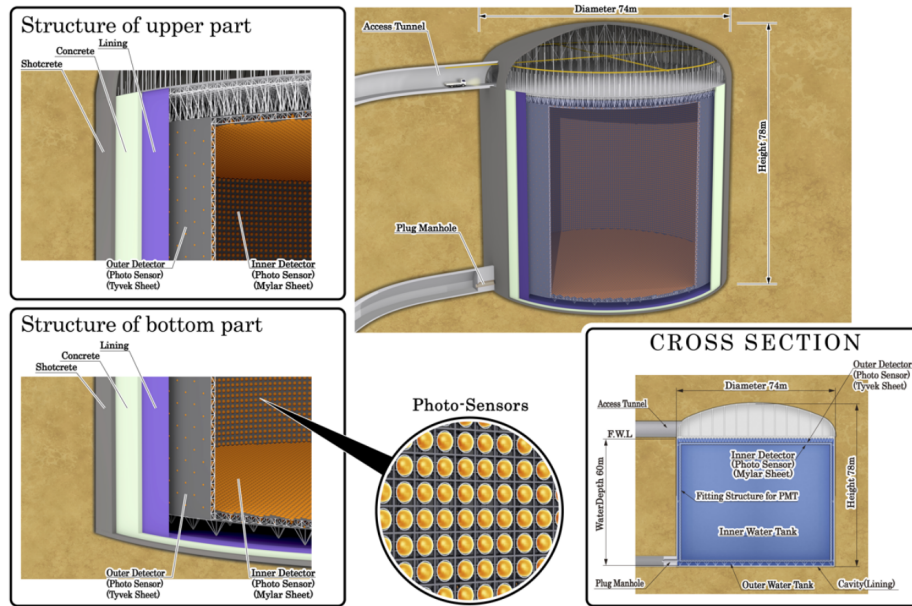 Structure of upper part
Lining
Concrete
Shotcrete
Outer Detector
(Photo Sensor)
(Tyvek Sheet)
Inner Detector
(Photo Sensor)
(Mylar Sheet)
Diameter 74m
Access Tunnel
Height 78m
Plug Manhole
Structure of bottom part
Lining
Concrete
Shotcrete
Outer Detector
(Photo Sensor)
(Tyvek Sheet)
Inner Detector
(Photo Sensor)
(Mylar Sheet)
Photo-Sensors
CROSS SECTION
Outer Detector
(Photo Sensor)
(Tyvek Sheet)
Diameter 74m
Access Tunnel
F.W.L
Inner Detector
(Photo Sensor)
(Mylar Sheet)
WaterDepth 60m
Height 78m
Fitting Structure for PMT
Inner Water Tank
Plug Manhole
Outer Water Tank
Cavity(Lining)